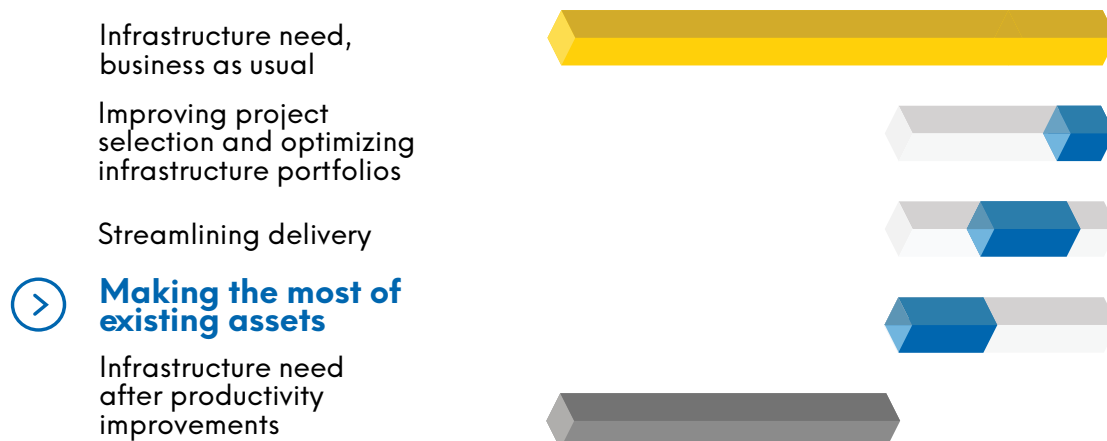 Infrastructure need,
business as usual
Improving project
selection and optimizing
infrastructure portfolios
Streamlining delivery
Making the most of
existing assets
Infrastructure need
after productivity
improvements